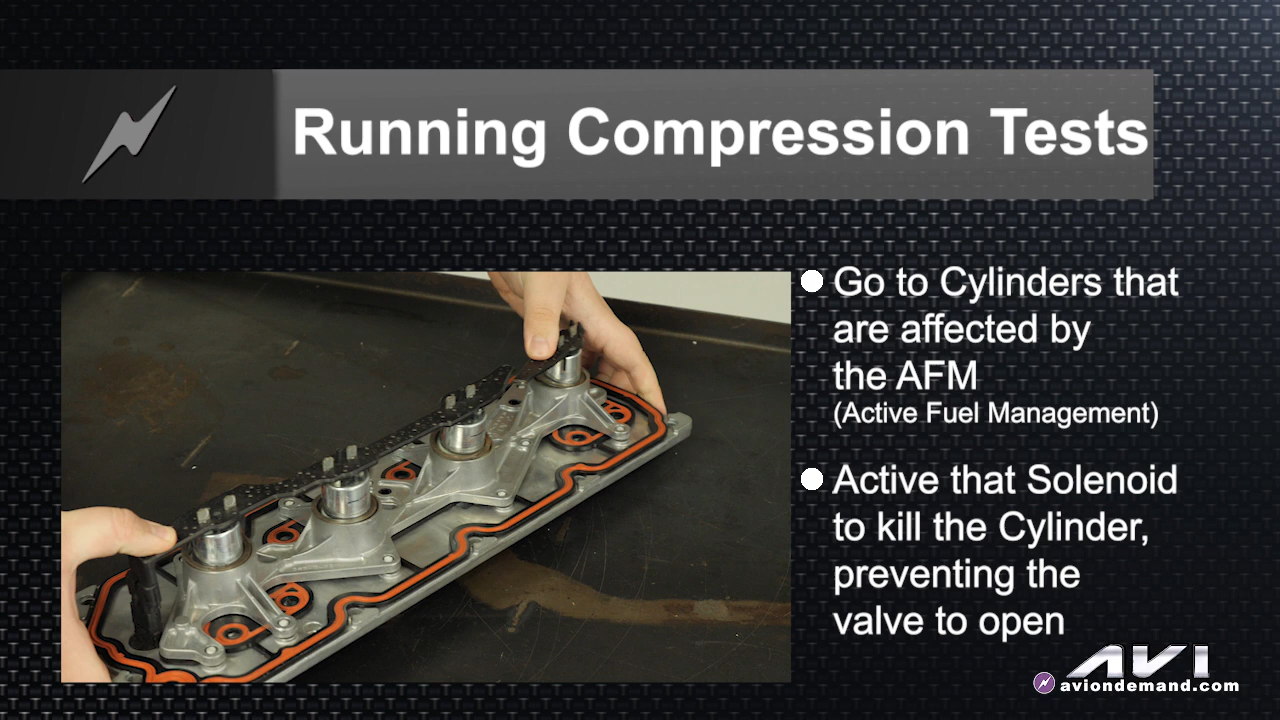 Running Compression Tests
Go to Cylinders that
are affected by
the AFM
(Active Fuel Management)
Active that Solenoid
to kill the Cylinder,
preventing the
valve to open
AVI
aviondemand.com